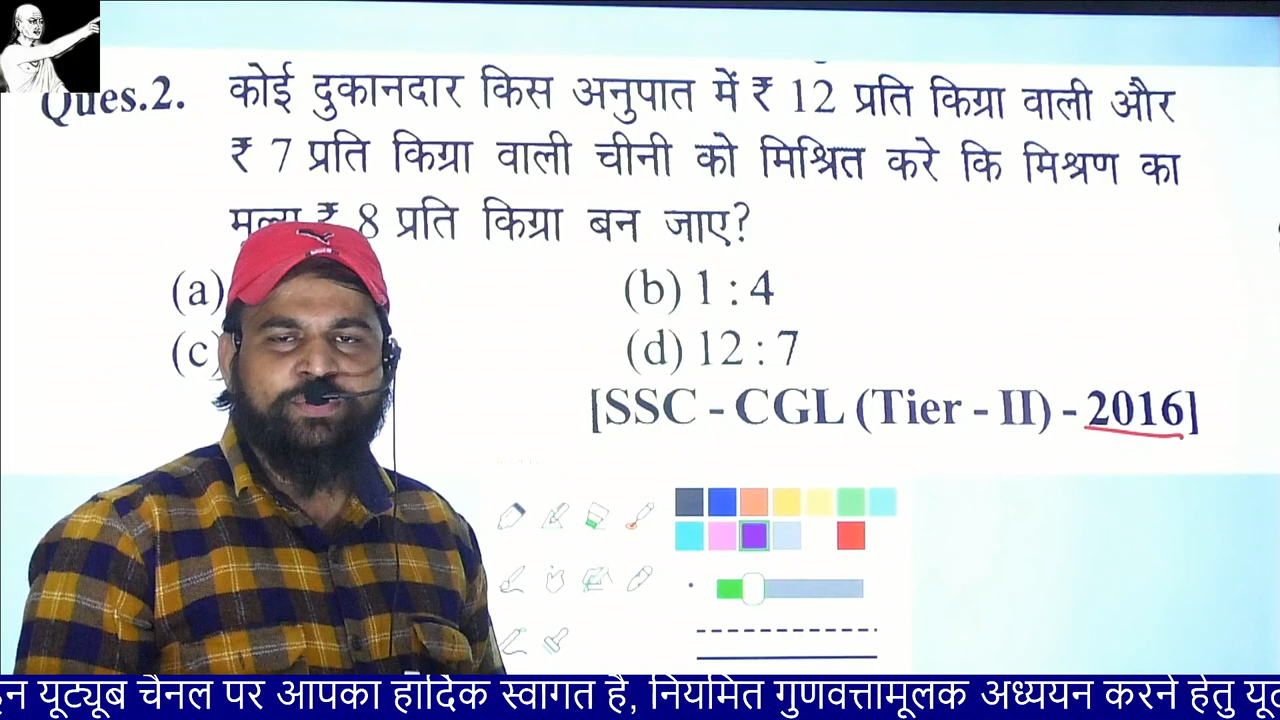 Ques.2. कोई दुकानदार किस अनुपात में ₹ 12 प्रति किग्रा वाली और
₹ 7 प्रति किग्रा वाली चीनी को मिश्रित करे कि मिश्रण का
₹ 8 प्रति किग्रा बन जाए?
(a) (b) 1 : 4
(c) (d) 12 : 7
[SSC - CGL (Tier - II) - 2016]
यूट्यूब चैनल पर आपका हार्दिक स्वागत है, नियमित गुणवत्तामूलक अध्ययन करने हेतु